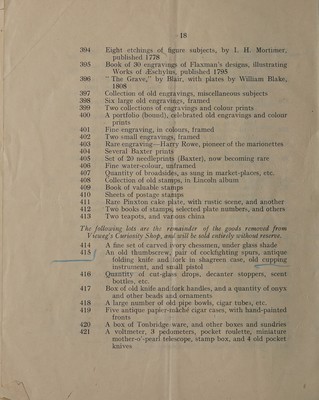 18
394 Eight etchings of figure subjects, by I. H. Mortimer,
published 1778
395 Book of 30 engravings of Flaxman's designs, illustrating
Works of Æschylus, published 1795
396 "The Grave," by Blair, with plates by William Blake,
1808
397 Collection of old engravings, miscellaneous subjects
398 Six large old engravings, framed
399 Two collections of engravings and colour prints
400 A portfolio (bound), celebrated old engravings and colour
prints
401 Fine engraving, in colours, framed
402 Two small engravings, framed
403 Rare engraving—Harry Rowe, pioneer of the marionettes
404 Several Baxter prints
405 Set of 20 needleprints (Baxter), now becoming rare
406 Fine water-colour, unframed
407 Quantity of broadsides, as sung in market-places, etc.
408 Collection of old stamps, in Lincoln album
409 Book of valuable stamps
410 Sheets of postage stamps
411 Rare Pinxton cake plate, with rustic scene, and another
412 Two books of stamps, selected plate numbers, and others
413 Two teapots, and various china
The following lots are the remainder of the goods removed from
Vicary's Curiosity Shop, and will be sold entirely without reserve.
414 A fine set of carved ivory chessmen, under glass shade
415 An old thumbscrew, pair of cockfighting spurs, antique
folding knife and fork in shagreen case, old cupping
instrument, and small pistol
416 Quantity of cut-glass drops, decanter stoppers, scent
bottles, etc.
417 Box of old knife and fork handles, and a quantity of onyx
and other beads and ornaments
418 A large number of old pipe bowls, cigar tubes, etc.
419 Five antique papier-mâché cigar cases, with hand-painted
fronts
420 A box of Tonbridge ware, and other boxes and sundries
421 A voltmeter, 3 pedometers, pocket roulette, miniature
mother-o'-pearl telescope, stamp box, and 4 old pocket
knives